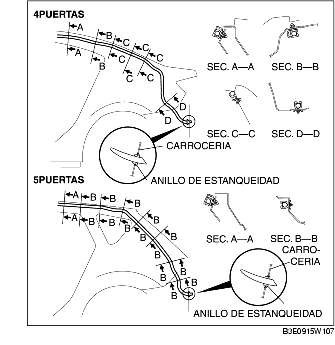 4PUERTAS
A
B
C
C
C
A
B
C
C
D
D
SEC. A—A
SEC. B—B
SEC. C—C
SEC. D—D
CARROCERIA
ANILLO DE ESTANQUEIDAD
5PUERTAS
A
B
B
B
A
B
B
B
B
B
B
B
B
B
SEC. A—A
SEC. B—B
CARRO-
CERIA
ANILLO DE ESTANQUEIDAD
B3E0915W107